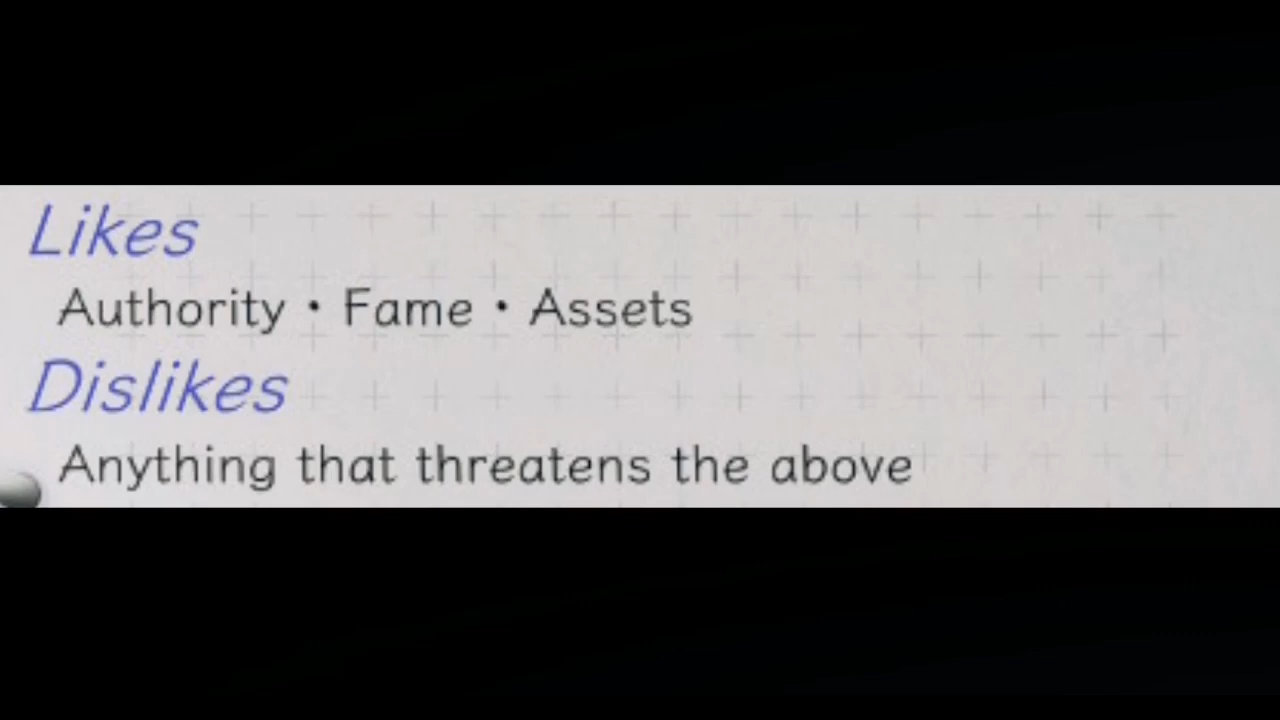 Likes
Authority • Fame • Assets
Dislikes
Anything that threatens the above